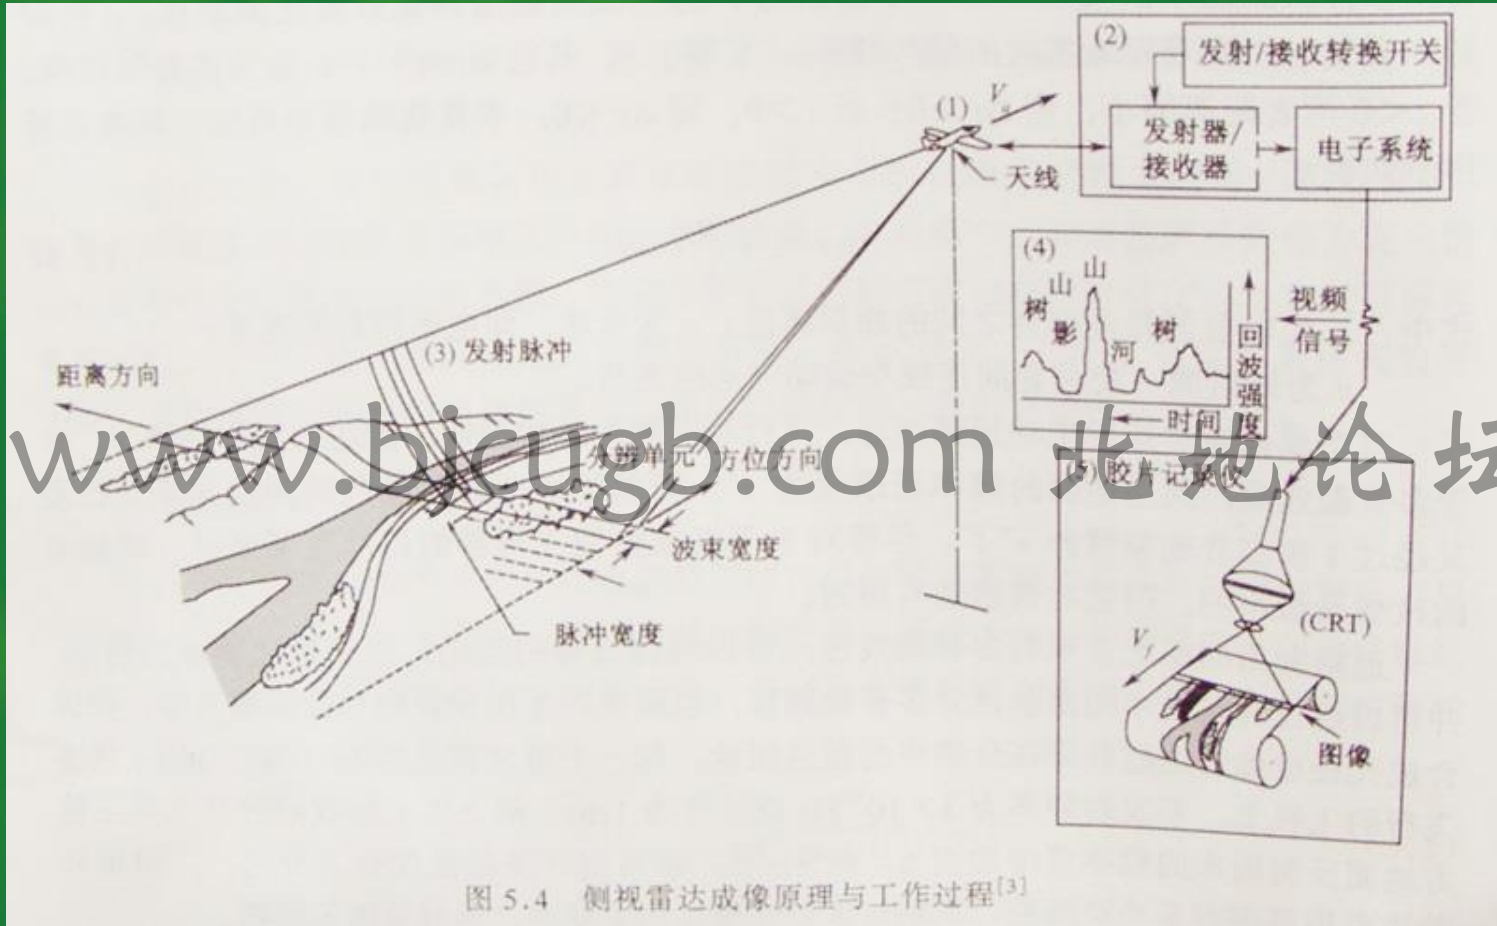 (2)
发射/接收转换开关
(1)
Va
发射器/
接收器
电子系统
天线
(4)
山
山
树
影
河
树
回波强度
时间
视频
信号
(3) 发射脉冲
距离方向
分辨单元
方位方向
www.bjcugb.com 北地论坛
(5) 胶片记录仪
波束宽度
脉冲宽度
(CRT)
Vf
图像
图 5.4 侧视雷达成像原理与工作过程[3]